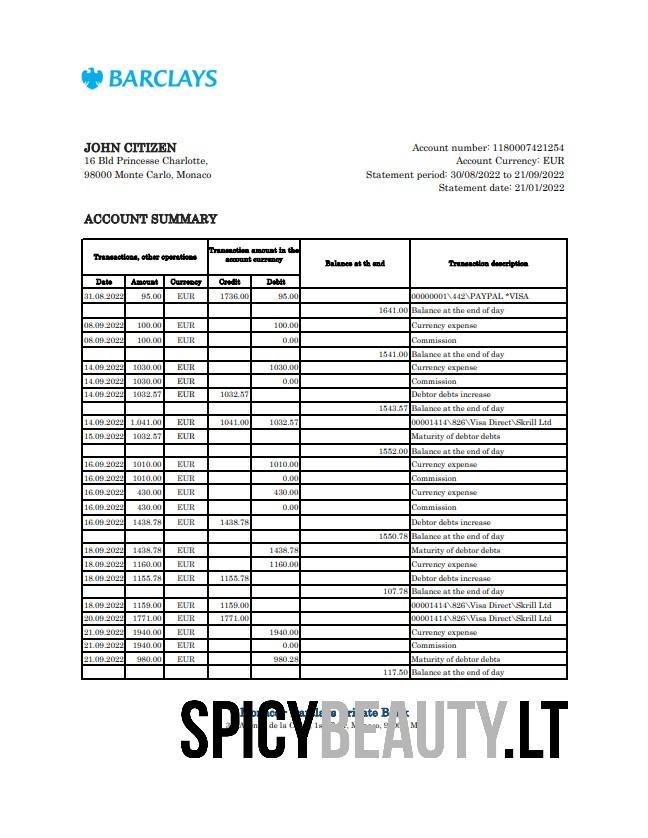 BARCLAYS
JOHN CITIZEN
16 Bld Princesse Charlotte,
98000 Monte Carlo, Monaco
Account number: 1180007421254
Account Currency: EUR
Statement period: 30/08/2022 to 21/09/2022
Statement date: 21/01/2022
ACCOUNT SUMMARY
Transactions, other operations Transaction amount in the account currency Balance at th end Transaction description
Date Amount Currency Credit Debit
31.08.2022 95.00 EUR 1736.00 95.00 00000001\442\PAYPAL *VISA
1641.00 Balance at the end of day
08.09.2022 100.00 EUR 100.00 Currency expense
08.09.2022 100.00 EUR 0.00 Commission
1541.00 Balance at the end of day
14.09.2022 1030.00 EUR 1030.00 Currency expense
14.09.2022 1030.00 EUR 0.00 Commission
14.09.2022 1032.57 EUR 1032.57 Debtor debts increase
1543.57 Balance at the end of day
14.09.2022 1.041.00 EUR 1041.00 1032.57 00001414\826\Visa Direct\Skrill Ltd
15.09.2022 1032.57 EUR Maturity of debtor debts
1552.00 Balance at the end of day
16.09.2022 1010.00 EUR 1010.00 Currency expense
16.09.2022 1010.00 EUR 0.00 Commission
16.09.2022 430.00 EUR 430.00 Currency expense
16.09.2022 430.00 EUR 0.00 Commission
16.09.2022 1438.78 EUR 1438.78 Debtor debts increase
1550.78 Balance at the end of day
18.09.2022 1438.78 EUR 1438.78 Maturity of debtor debts
18.09.2022 1160.00 EUR 1160.00 Currency expense
18.09.2022 1155.78 EUR 1155.78 Debtor debts increase
107.78 Balance at the end of day
18.09.2022 1159.00 EUR 1159.00 00001414\826\Visa Direct\Skrill Ltd
20.09.2022 1771.00 EUR 1771.00 00001414\826\Visa Direct\Skrill Ltd
21.09.2022 1940.00 EUR 1940.00 Currency expense
21.09.2022 1940.00 EUR 0.00 Commission
21.09.2022 980.00 EUR 980.28 Maturity of debtor debts
117.50 Balance at the end of day
SPICYBEAUTY.LT